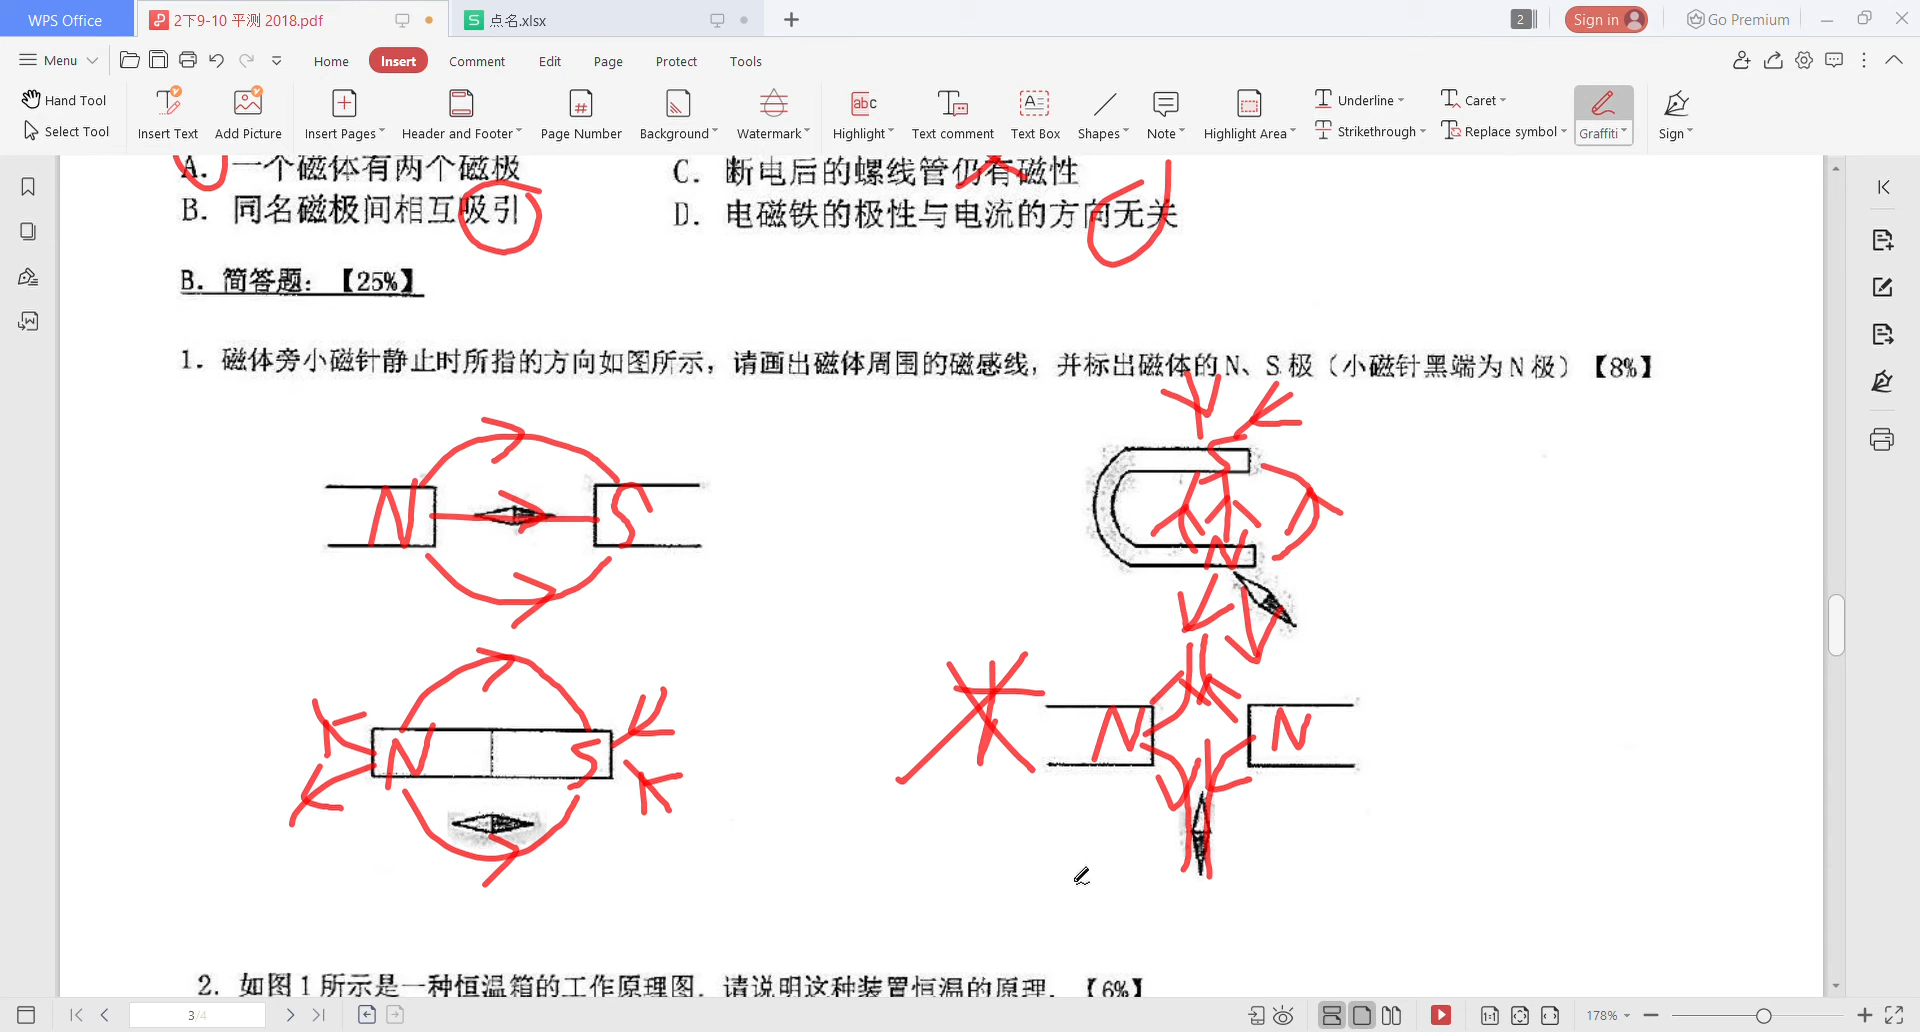 WPS Office
2下9-10 平测 2018.pdf
点名.xlsx
2
Sign in
Go Premium
Menu
Home
Insert
Comment
Edit
Page
Protect
Tools
Hand Tool
Select Tool
Insert Text
Add Picture
Insert Pages
Header and Footer
Page Number
Background
Watermark
Highlight
Text comment
Text Box
Shapes
Note
Highlight Area
Underline
Strikethrough
Caret
Replace symbol
Graffiti
Sign
A. 一个磁体有两个磁极
C. 断电后的螺线管仍有磁性
B. 同名磁极间相互吸引
D. 电磁铁的极性与电流的方向无关
B. 简答题：【25%】
1. 磁体旁小磁针静止时所指的方向如图所示，请画出磁体周围的磁感线，并标出磁体的N、S极（小磁针黑端为N极）【8%】
N S
S
N
N S
N N
2. 如图1所示是一种恒温箱的工作原理图，请说明这种装置恒温的原理．【6%】
3/4
178%